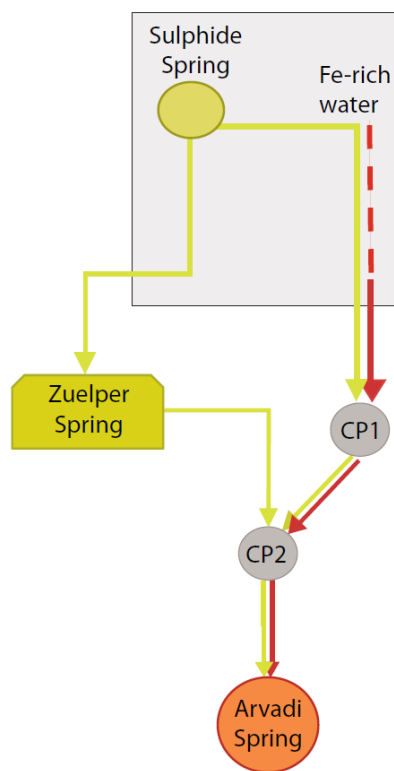 Sulphide
Spring
Fe-rich
water
Zuelper
Spring
CP1
CP2
Arvadi
Spring